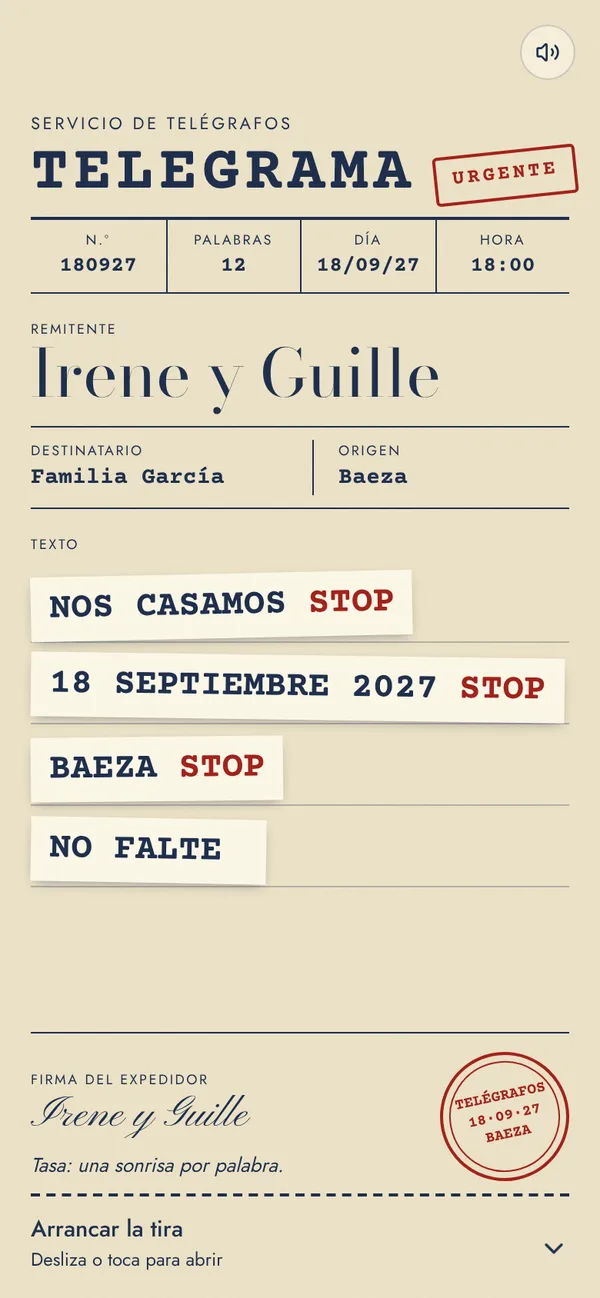 SERVICIO DE TELÉGRAFOS
TELEGRAMA
URGENTE
N.º PALABRAS DÍA HORA
180927 12 18/09/27 18:00
REMITENTE
Irene y Guille
DESTINATARIO ORIGEN
Familia García Baeza
TEXTO
NOS CASAMOS STOP
18 SEPTIEMBRE 2027 STOP
BAEZA STOP
NO FALTE
FIRMA DEL EXPEDIDOR
Irene y Guille
Tasa: una sonrisa por palabra.
TELÉGRAFOS
18·09·27
BAEZA
Arrancar la tira
Desliza o toca para abrir